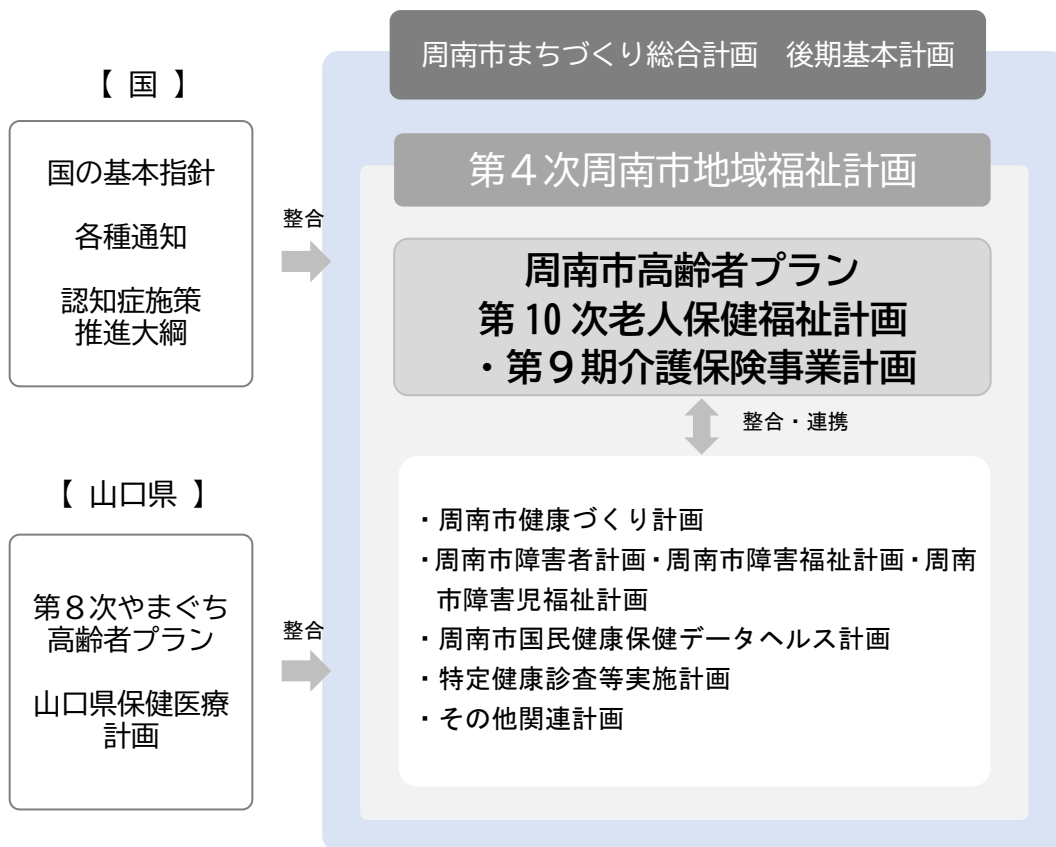 周南市まちづくり総合計画　後期基本計画
【 国 】
国の基本指針
各種通知
認知症施策
推進大綱
整合
第４次周南市地域福祉計画
周南市高齢者プラン
第 10 次老人保健福祉計画
・第９期介護保険事業計画
整合・連携
【 山口県 】
第８次やまぐち
高齢者プラン
山口県保健医療
計画
整合
・周南市健康づくり計画
・周南市障害者計画・周南市障害福祉計画・周南
市障害児福祉計画
・周南市国民健康保健データヘルス計画
・特定健康診査等実施計画
・その他関連計画